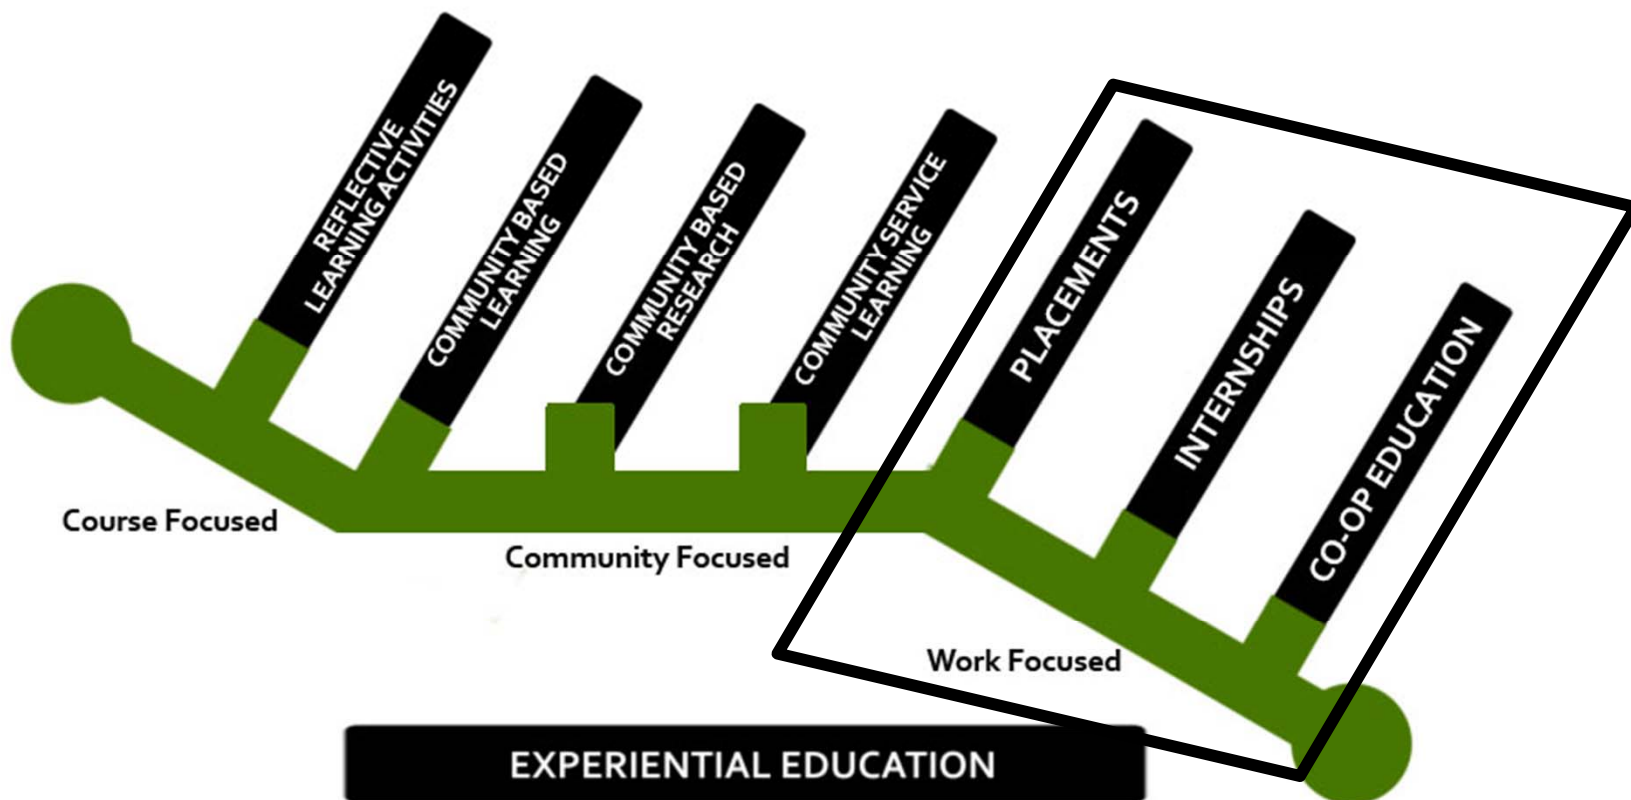 REFLECTIVE
LEARNING ACTIVITIES
COMMUNITY BASED
LEARNING
COMMUNITY BASED
RESEARCH
COMMUNITY SERVICE
LEARNING
PLACEMENTS
INTERNSHIPS
CO-OP EDUCATION
Course Focused
Community Focused
Work Focused
EXPERIENTIAL EDUCATION